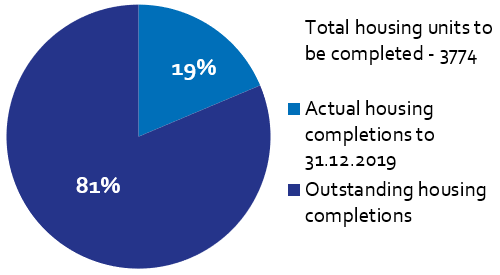 Total housing units to
be completed - 3774
19%
Actual housing
completions to
31.12.2019
81%
Outstanding housing
completions